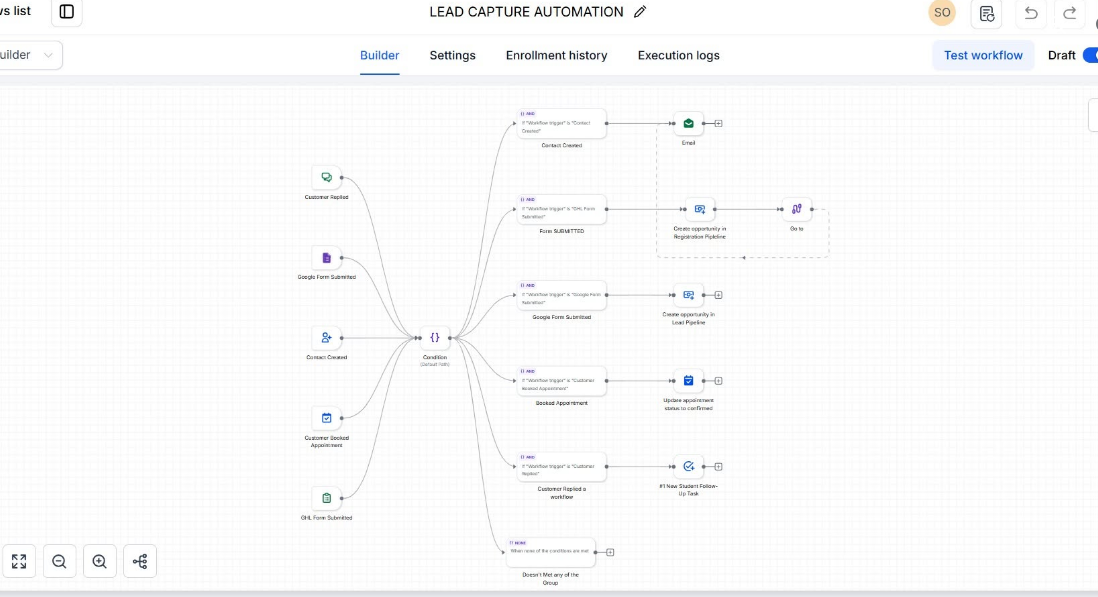 ws list
LEAD CAPTURE AUTOMATION
SO
uilder
Builder
Settings
Enrollment history
Execution logs
Test workflow
Draft
Customer Replied
Google Form Submitted
Contact Created
Customer Booked
Appointment
GHL Form Submitted
Condition
(Default Path)
AND
If "Workflow trigger" is "Contact
Created"
Contact Created
AND
If "Workflow trigger" is "GHL Form
Submitted"
Form SUBMITTED
AND
If "Workflow trigger" is "Google Form
Submitted"
Google Form Submitted
AND
If "Workflow trigger" is "Customer
Booked Appointment"
Booked Appointment
AND
If "Workflow trigger" is "Customer
Replied"
Customer Replied a
workflow
NONE
When none of the conditions are met
Doesn't Met any of the
Group
Email
Create opportunity in
Registration Pipleline
Go to
Create opportunity in
Lead Pipeline
Update appointment
status to confirmed
#1 New Student Follow-
Up Task